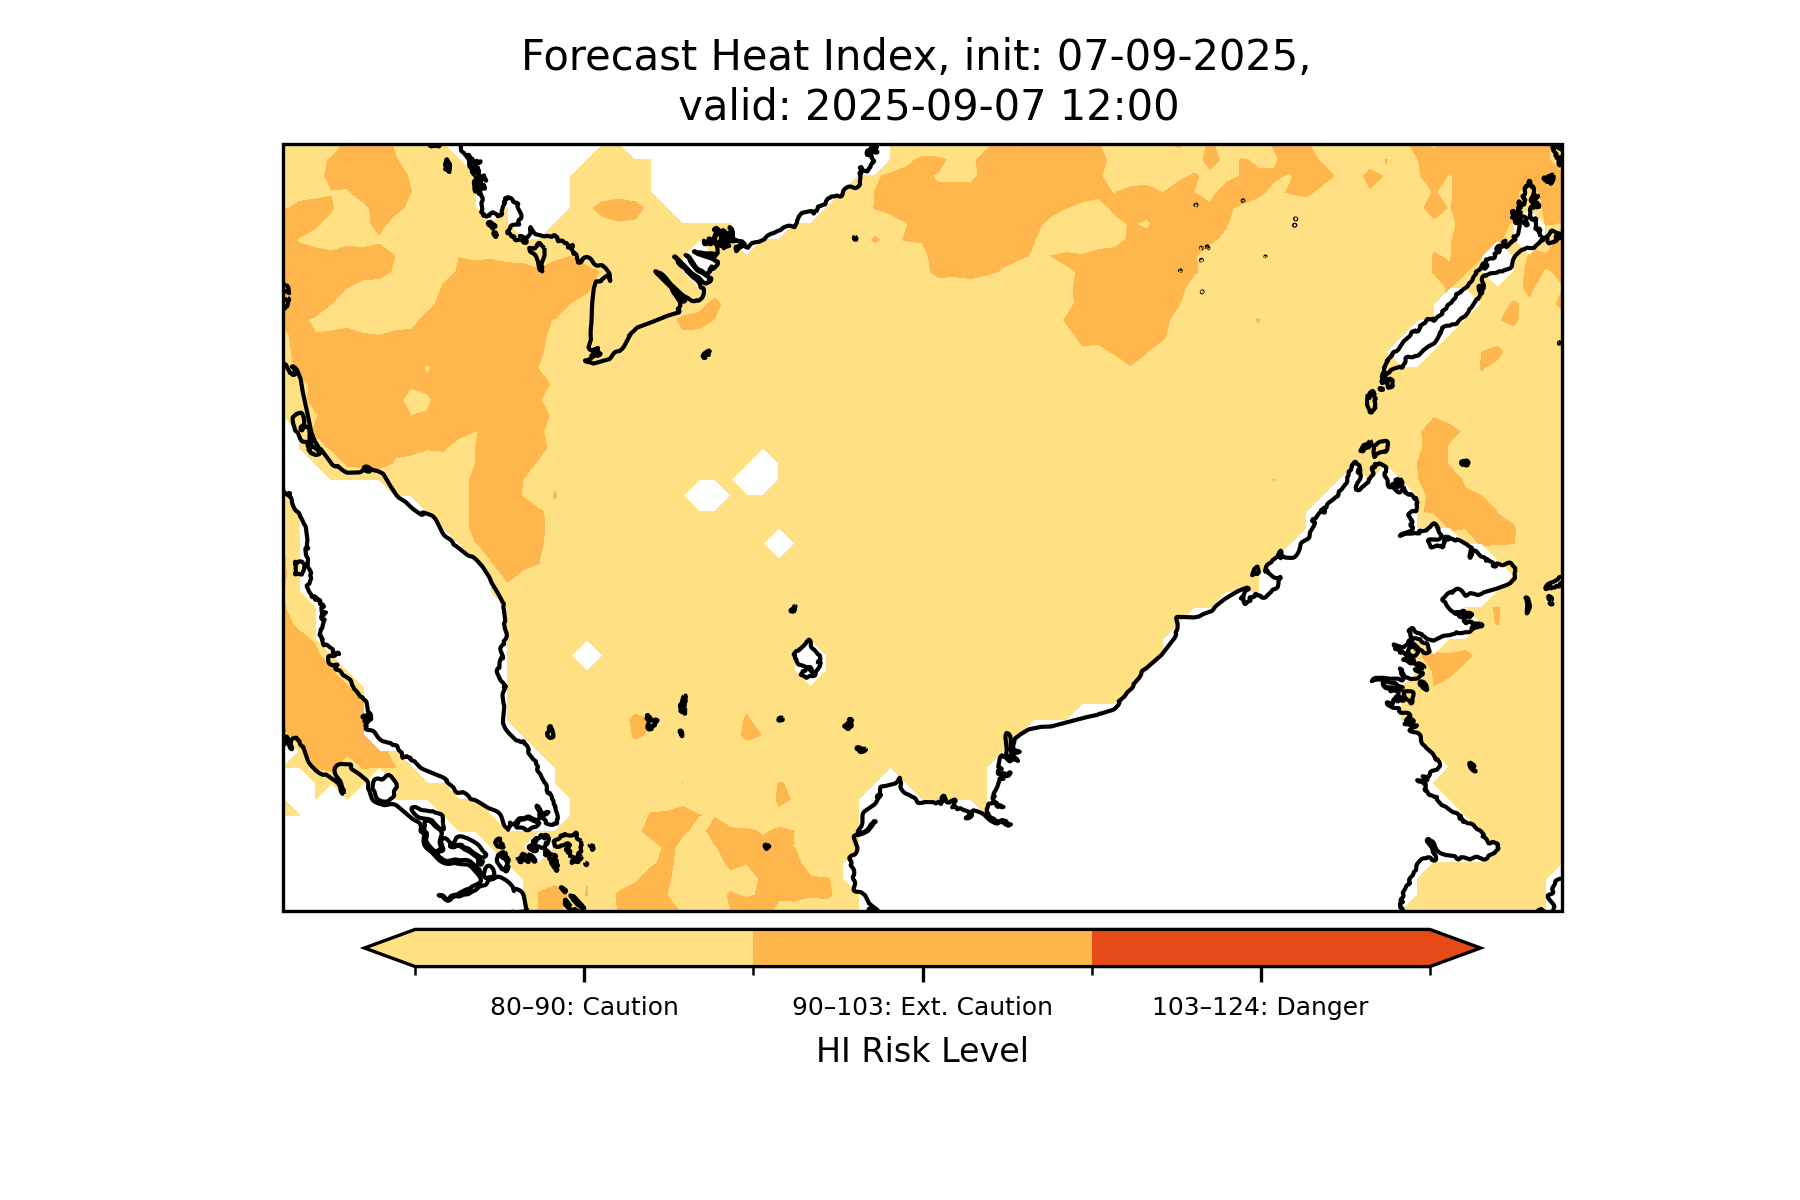 Forecast Heat Index, init: 07-09-2025,
valid: 2025-09-07 12:00
80–90: Caution
90–103: Ext. Caution
103–124: Danger
HI Risk Level